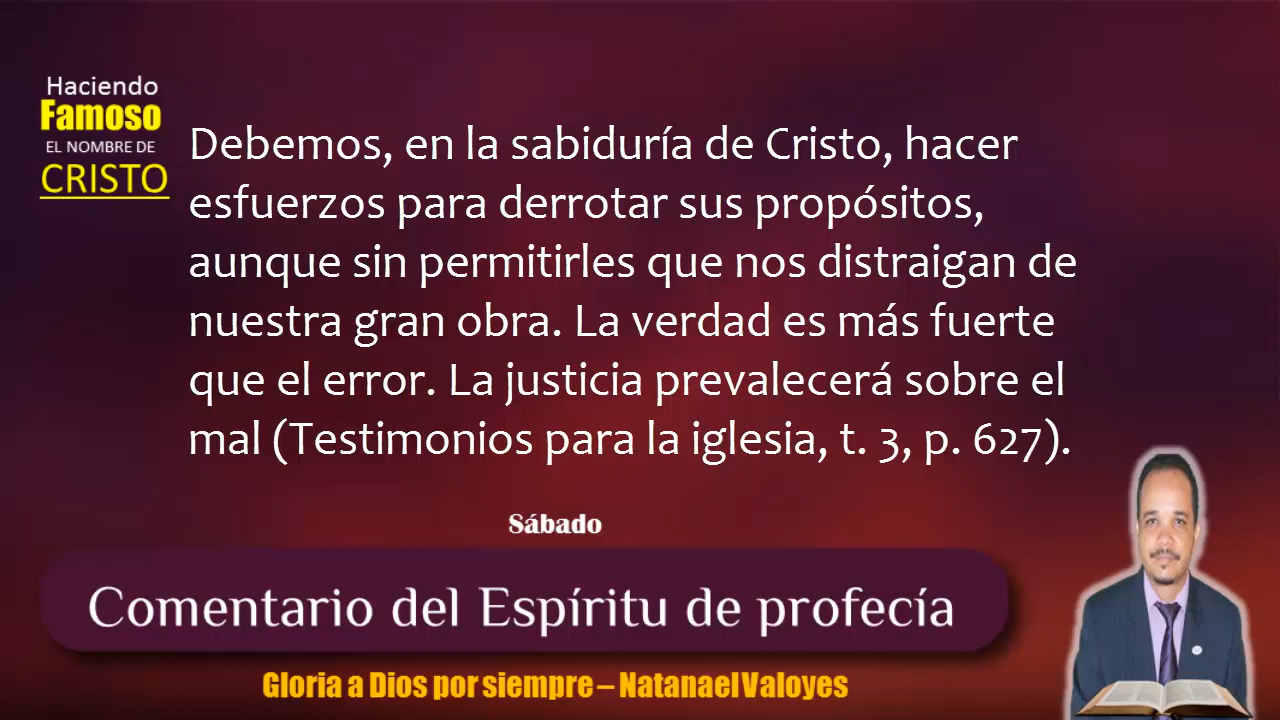 Haciendo
Famoso
EL NOMBRE DE
CRISTO
Debemos, en la sabiduría de Cristo, hacer
esfuerzos para derrotar sus propósitos,
aunque sin permitirles que nos distraigan de
nuestra gran obra. La verdad es más fuerte
que el error. La justicia prevalecerá sobre el
mal (Testimonios para la iglesia, t. 3, p. 627).
Sábado
Comentario del Espíritu de profecía
Gloria a Dios por siempre – Natanael Valoyes